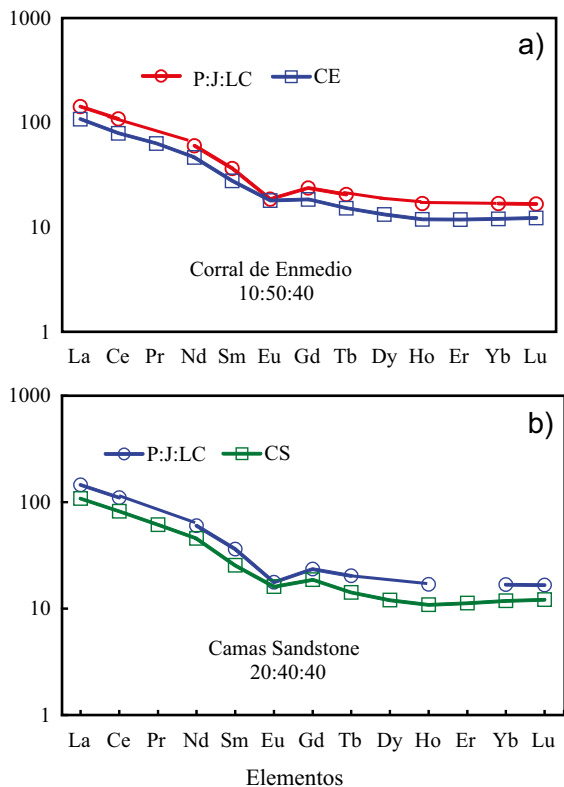 1000
a)
P:J:LC CE
100
10
Corral de Enmedio
10:50:40
1
La Ce Pr Nd Sm Eu Gd Tb Dy Ho Er Yb Lu
1000
b)
P:J:LC CS
100
10
Camas Sandstone
20:40:40
1
La Ce Pr Nd Sm Eu Gd Tb Dy Ho Er Yb Lu
Elementos